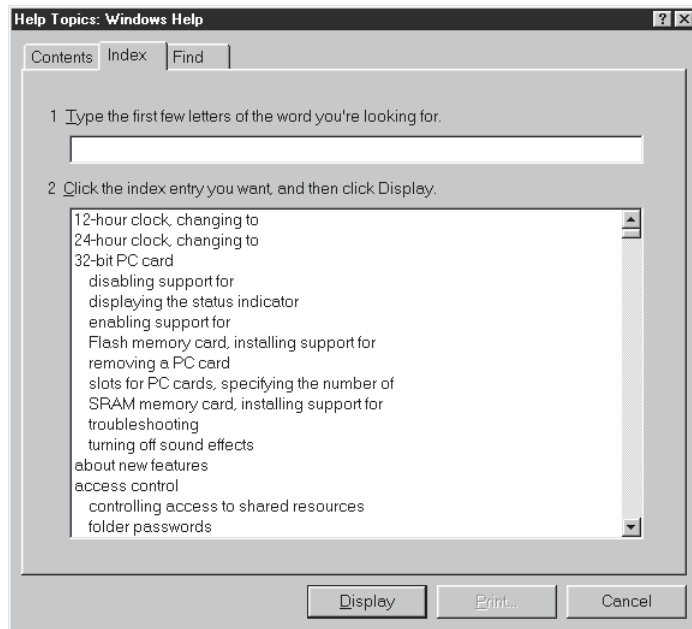 Help Topics: Windows Help
Contents Index Find
1 Type the first few letters of the word you're looking for.
2 Click the index entry you want, and then click Display.
12-hour clock, changing to
24-hour clock, changing to
32-bit PC card
disabling support for
displaying the status indicator
enabling support for
Flash memory card, installing support for
removing a PC card
slots for PC cards, specifying the number of
SRAM memory card, installing support for
troubleshooting
turning off sound effects
about new features
access control
controlling access to shared resources
folder passwords
Display Print... Cancel